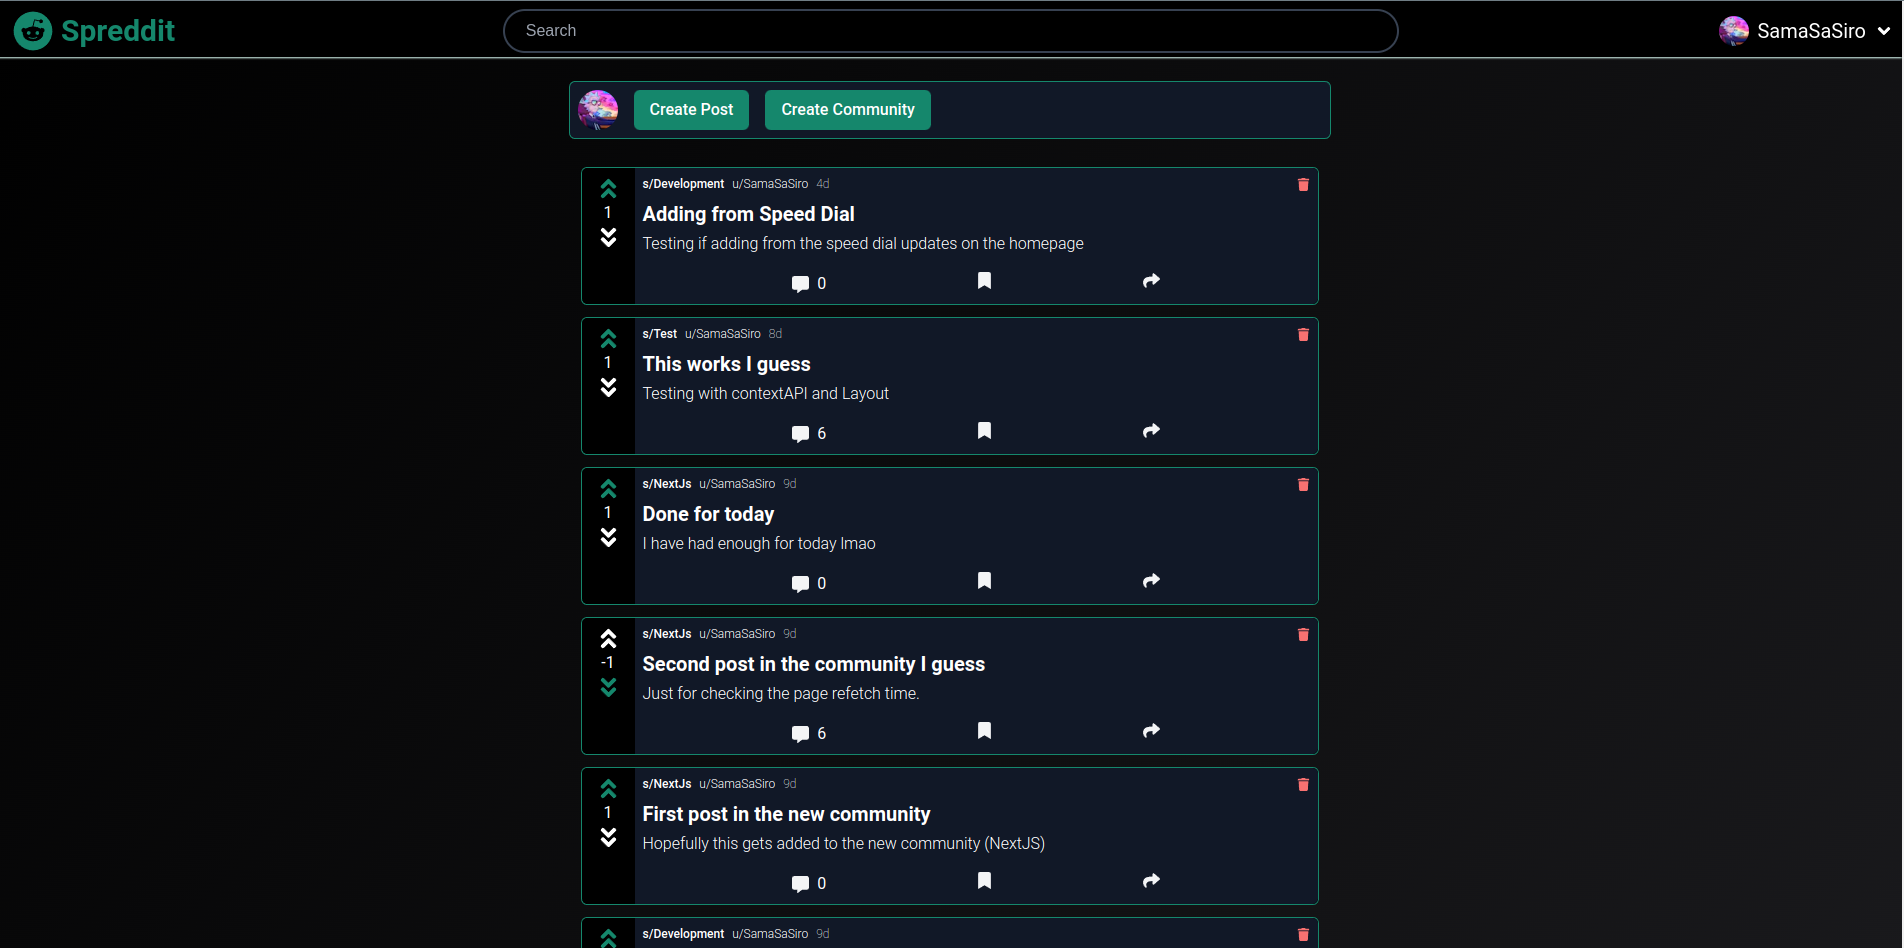 Spreddit
Search
SamaSaSiro
Create Post
Create Community
s/Development u/SamaSaSiro 4d
1
Adding from Speed Dial
Testing if adding from the speed dial updates on the homepage
0
s/Test u/SamaSaSiro 8d
1
This works I guess
Testing with contextAPI and Layout
6
s/NextJs u/SamaSaSiro 9d
1
Done for today
I have had enough for today lmao
0
s/NextJs u/SamaSaSiro 9d
-1
Second post in the community I guess
Just for checking the page refetch time.
6
s/NextJs u/SamaSaSiro 9d
1
First post in the new community
Hopefully this gets added to the new community (NextJS)
0
s/Development u/SamaSaSiro 9d